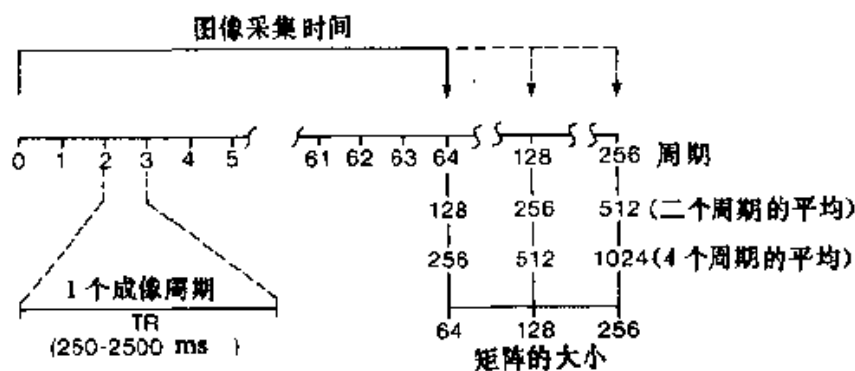 图像采集时间
0 1 2 3 4 5 61 62 63 64 128 256 周期
128 256 512 (二个周期的平均)
256 512 1024 (4个周期的平均)
1个成像周期
TR
(250-2500 ms )
64 128 256
矩阵的大小